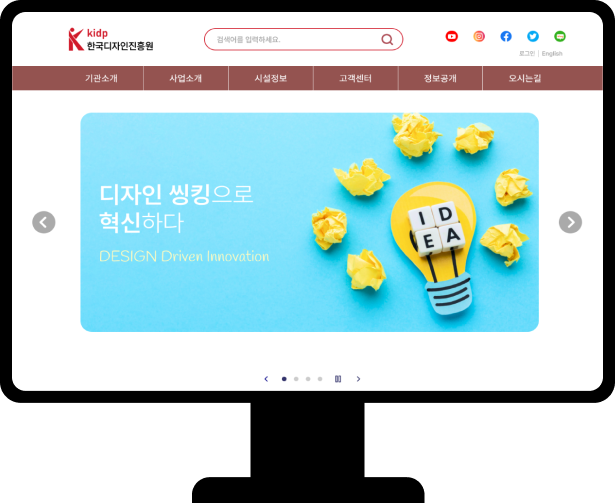 kidp
한국디자인진흥원
검색어를 입력하세요.
로그인 | English
기관소개 사업소개 시설정보 고객센터 정보공개 오시는길
디자인 씽킹으로
혁신하다
DESIGN Driven Innovation
ID
EA